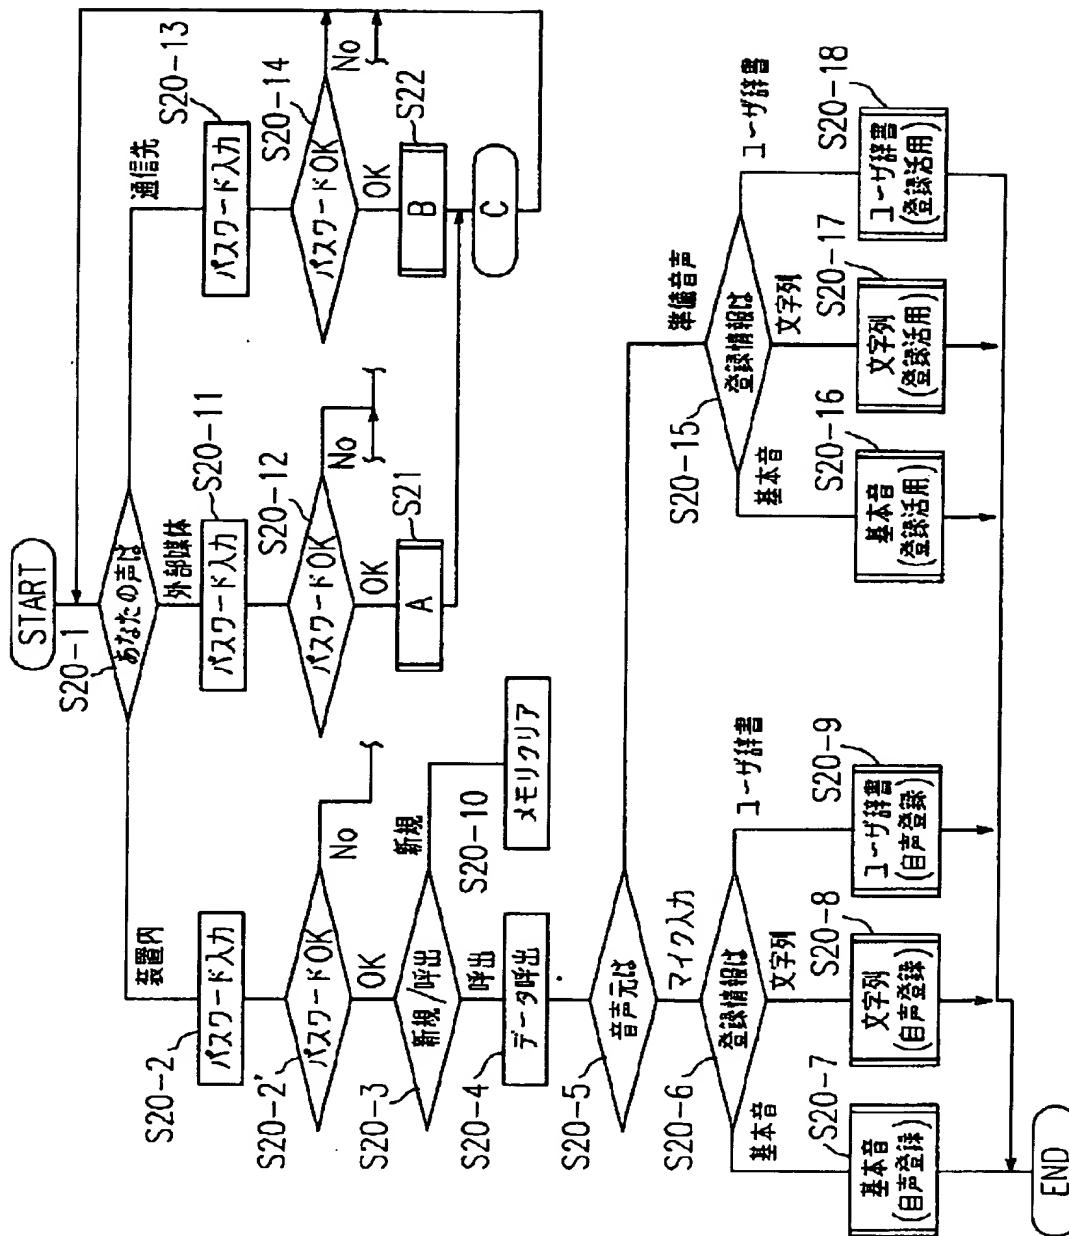 START
S20-1
あなたの声は
装置内
外部媒体
通信先
S20-2
パスワード入力
S20-11
パスワード入力
S20-13
パスワード入力
S20-2'
パスワードOK
No
OK
S20-12
パスワードOK
No
OK
S20-14
パスワードOK
No
OK
S20-3
新規/呼出
新規
呼出
S21
A
S22
B
C
S20-4
データ呼出
S20-10
メモリクリア
S20-5
音声元は
マイク入力
準備音声
S20-6
登録情報は
基本音
文字列
ユーザ辞書
S20-15
登録情報は
基本音
文字列
ユーザ辞書
S20-7
基本音
(自声登録)
S20-8
文字列
(自声登録)
S20-9
ユーザ辞書
(自声登録)
S20-16
基本音
(登録活用)
S20-17
文字列
(登録活用)
S20-18
ユーザ辞書
(登録活用)
END